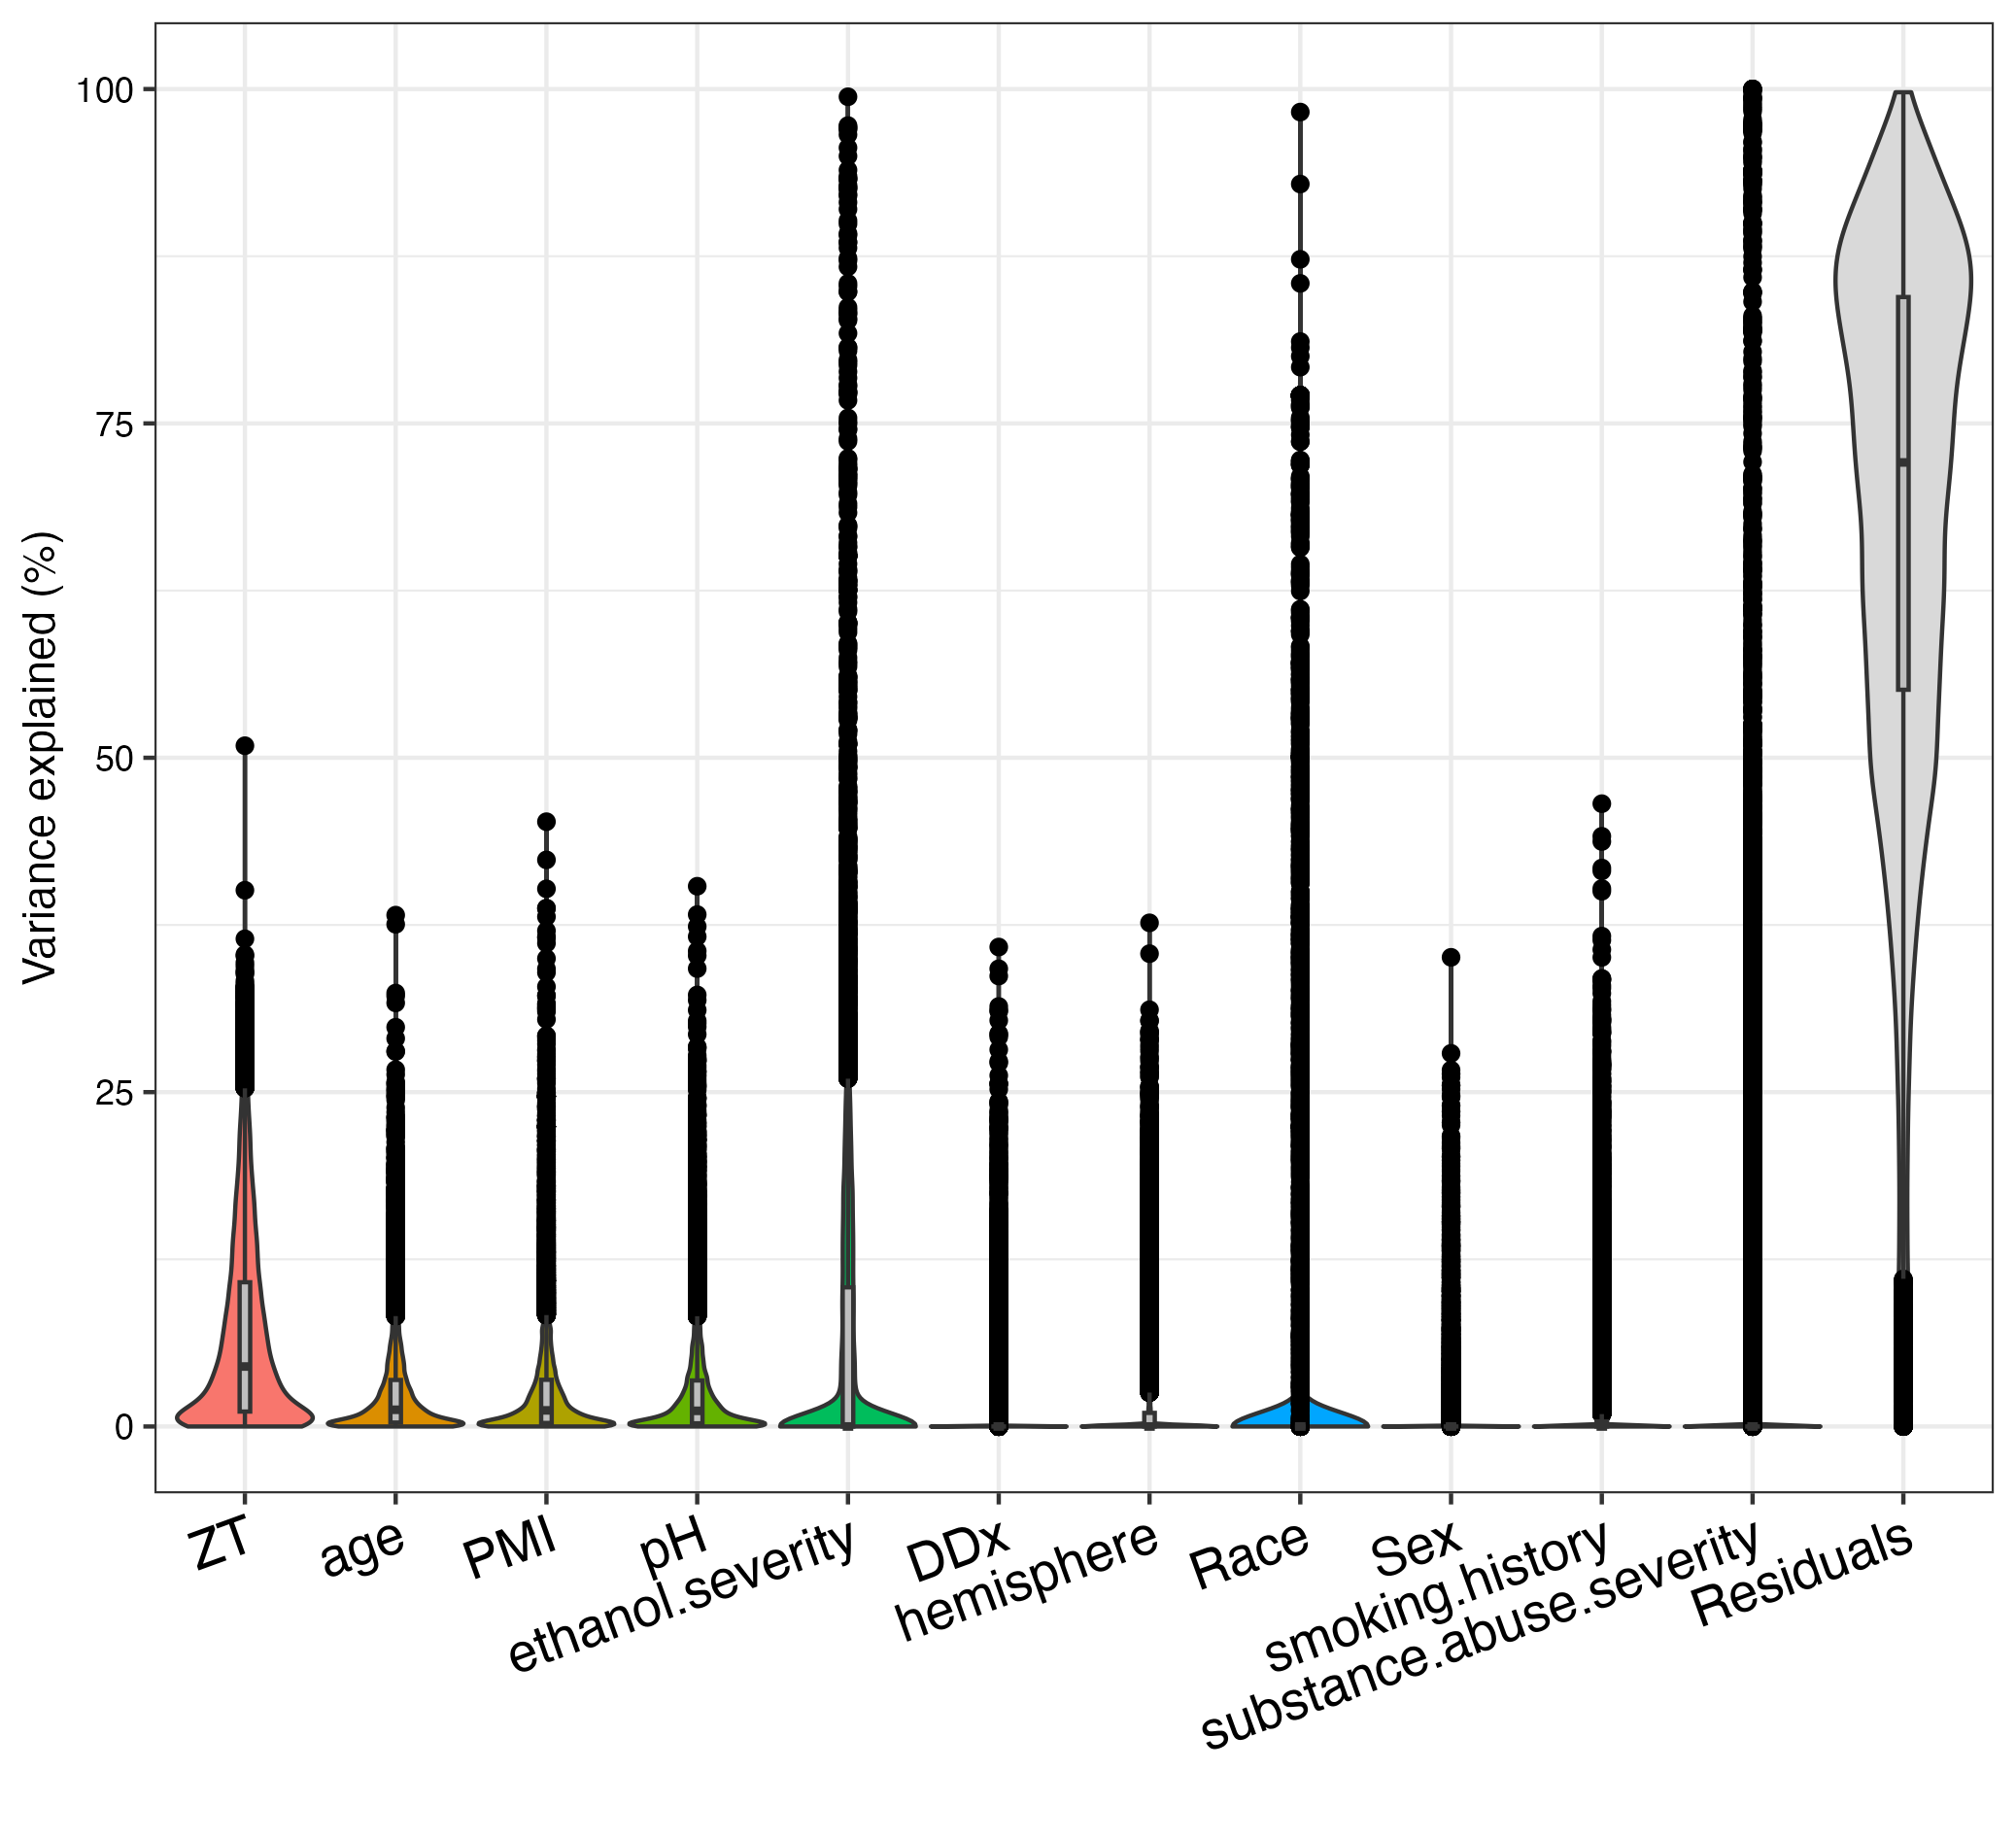 Variance explained (%)
100
75
50
25
0
ZT
age
PMI
pH
ethanol.severity
DDx
hemisphere
Race
Sex
smoking.history
substance.abuse.severity
Residuals